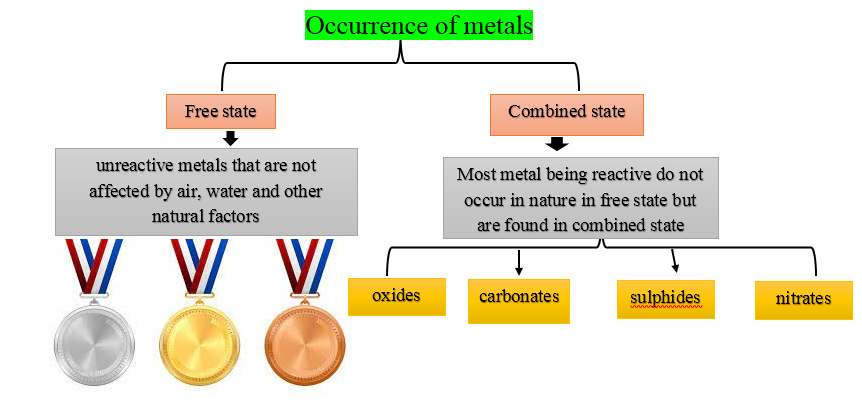 Occurrence of metals
Free state
Combined state
unreactive metals that are not
affected by air, water and other
natural factors
Most metal being reactive do not
occur in nature in free state but
are found in combined state
oxides
carbonates
sulphides
nitrates